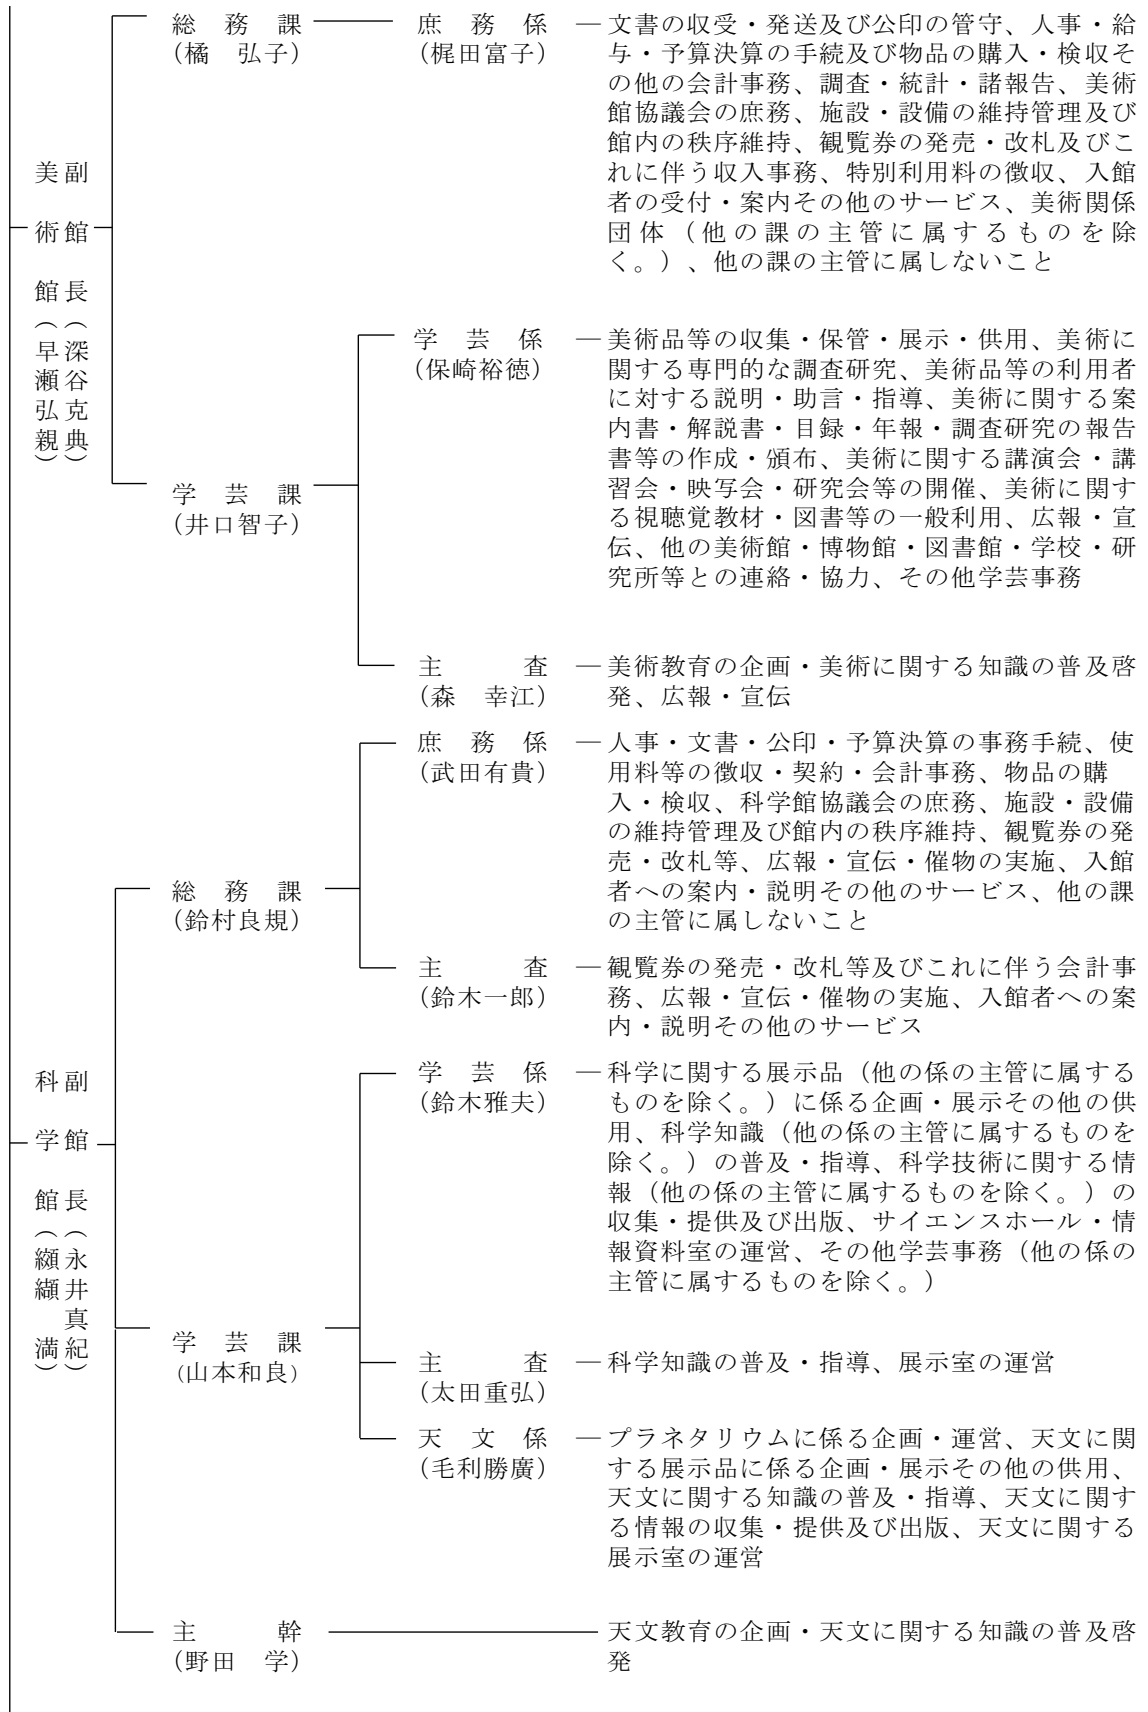 総務課
(橘　弘子)
庶務係
(梶田富子)
文書の収受・発送及び公印の管守、人事・給
与・予算決算の手続及び物品の購入・検収そ
の他の会計事務、調査・統計・諸報告、美術
館協議会の庶務、施設・設備の維持管理及び
館内の秩序維持、観覧券の発売・改札及びこ
れに伴う収入事務、特別利用料の徴収、入館
者の受付・案内その他のサービス、美術関係
団体（他の課の主管に属するものを除
く。）、他の課の主管に属しないこと
美術館（早瀬弘親）
副館長（深谷克典）
学芸課
(井口智子)
学芸係
(保崎裕徳)
美術品等の収集・保管・展示・供用、美術に
関する専門的な調査研究、美術品等の利用者
に対する説明・助言・指導、美術に関する案
内書・解説書・目録・年報・調査研究の報告
書等の作成・頒布、美術に関する講演会・講
習会・映写会・研究会等の開催、美術に関す
る視聴覚教材・図書等の一般利用、広報・宣
伝、他の美術館・博物館・図書館・学校・研
究所等との連絡・協力、その他学芸事務
主査
(森　幸江)
美術教育の企画・美術に関する知識の普及啓
発、広報・宣伝
科学館（纐纈　満）
副館長（永井真紀）
総務課
(鈴村良規)
庶務係
(武田有貴)
人事・文書・公印・予算決算の事務手続、使
用料等の徴収・契約・会計事務、物品の購
入・検収、科学館協議会の庶務、施設・設備
の維持管理及び館内の秩序維持、観覧券の発
売・改札等、広報・宣伝・催物の実施、入館
者への案内・説明その他のサービス、他の課
の主管に属しないこと
主査
(鈴木一郎)
観覧券の発売・改札等及びこれに伴う会計事
務、広報・宣伝・催物の実施、入館者への案
内・説明その他のサービス
学芸課
(山本和良)
学芸係
(鈴木雅夫)
科学に関する展示品（他の係の主管に属する
ものを除く。）に係る企画・展示その他の供
用、科学知識（他の係の主管に属するものを
除く。）の普及・指導、科学技術に関する情
報（他の係の主管に属するものを除く。）の
収集・提供及び出版、サイエンスホール・情
報資料室の運営、その他学芸事務（他の係の
主管に属するものを除く。）
主査
(太田重弘)
科学知識の普及・指導、展示室の運営
天文係
(毛利勝廣)
プラネタリウムに係る企画・運営、天文に関
する展示品に係る企画・展示その他の供用、
天文に関する知識の普及・指導、天文に関す
る情報の収集・提供及び出版、天文に関する
展示室の運営
主幹
(野田　学)
天文教育の企画・天文に関する知識の普及啓
発